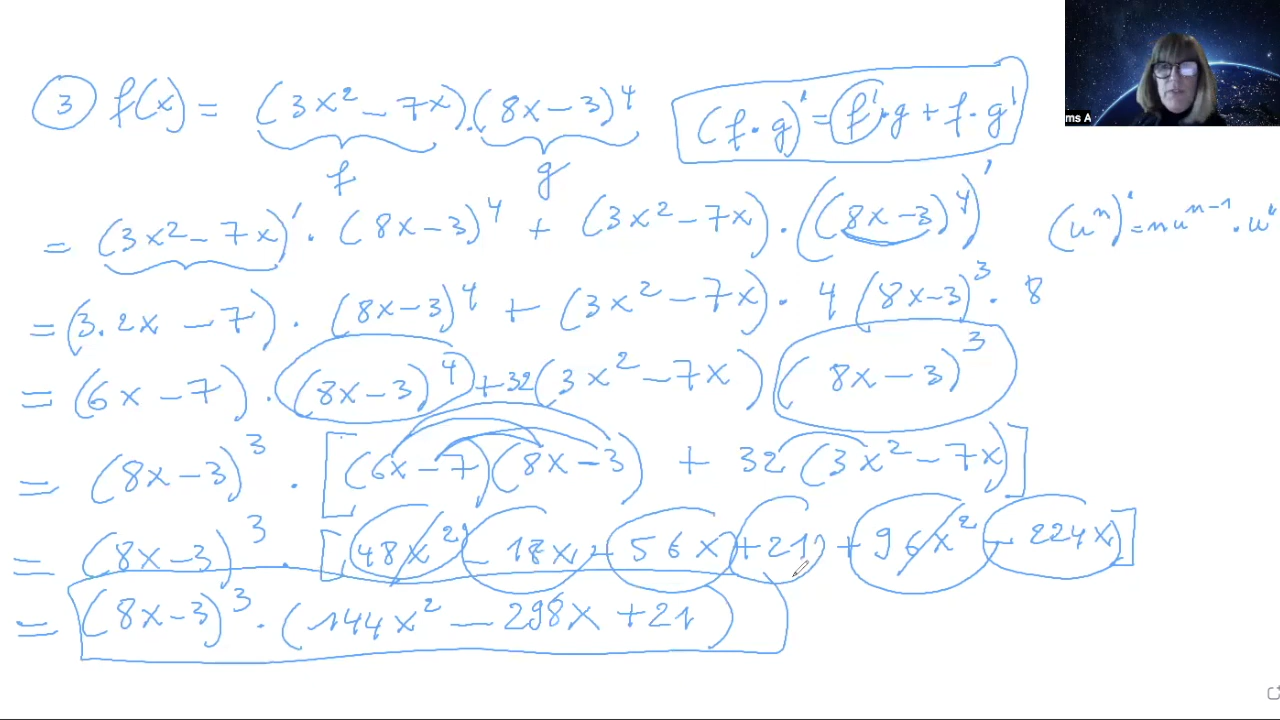 ③ f(x) = (3x² − 7x).(8x − 3)⁴ (f · g)' = f' · g + f · g'
f g
= (3x² − 7x)' · (8x − 3)⁴ + (3x² − 7x) · ((8x − 3)⁴)' (uⁿ)' = nuⁿ⁻¹ · u'
= (3.2x − 7) · (8x − 3)⁴ + (3x² − 7x) · 4 (8x − 3)³ · 8
= (6x − 7) · (8x − 3)⁴ + 32(3x² − 7x) (8x − 3)³
= (8x − 3)³ · [(6x − 7)(8x − 3) + 32 (3x² − 7x)]
= (8x − 3)³ · [48x² − 18x − 56x + 21 + 96x² − 224x]
= (8x − 3)³ · (144x² − 298x + 21)
ms A